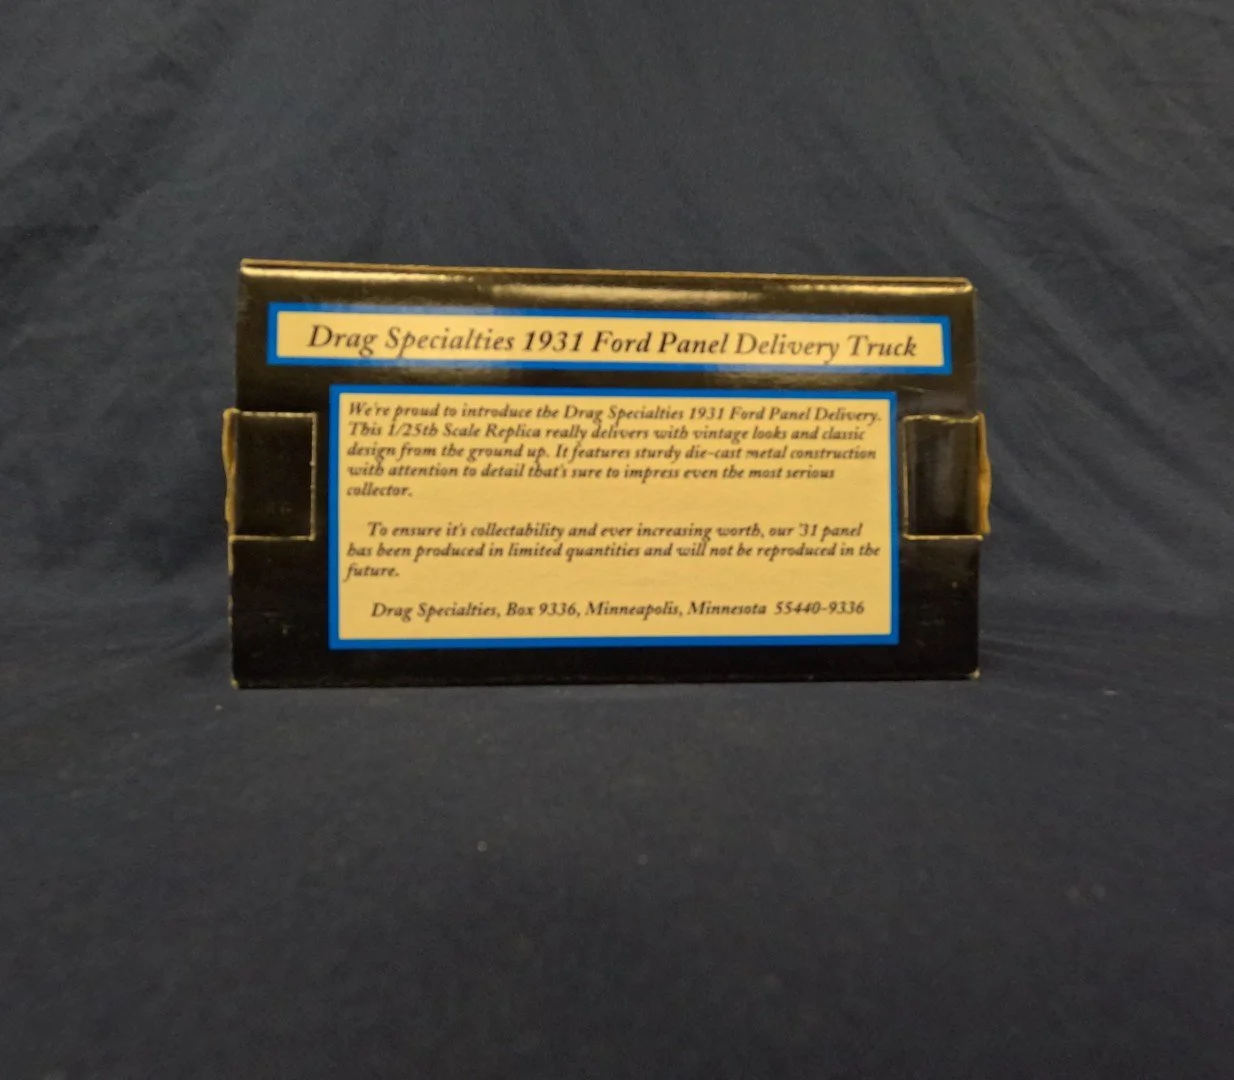 Drag Specialties 1931 Ford Panel Delivery Truck
We're proud to introduce the Drag Specialties 1931 Ford Panel Delivery.
This 1/25th Scale Replica really delivers with vintage looks and classic
design from the ground up. It features sturdy die-cast metal construction
with attention to detail that's sure to impress even the most serious
collector.
To ensure it's collectability and ever increasing worth, our '31 panel
has been produced in limited quantities and will not be reproduced in the
future.
Drag Specialties, Box 9336, Minneapolis, Minnesota 55440-9336